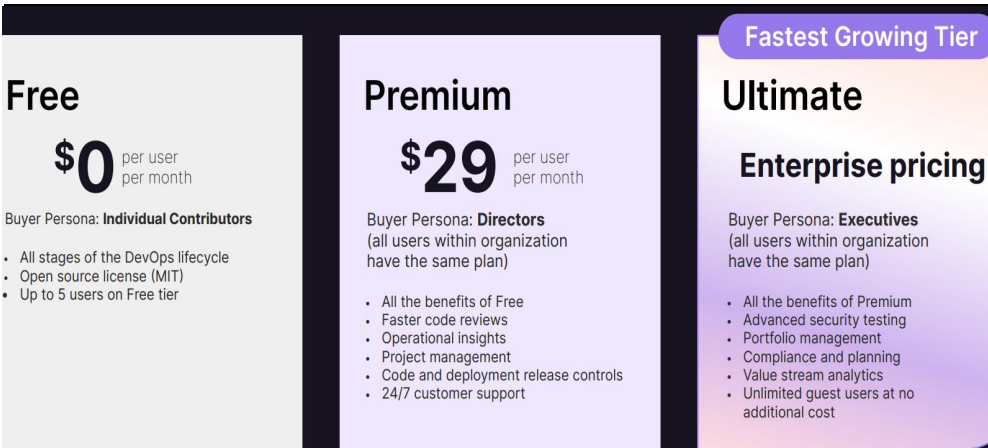 Free
$0 per user
per month
Buyer Persona: Individual Contributors
• All stages of the DevOps lifecycle
• Open source license (MIT)
• Up to 5 users on Free tier
Premium
$29 per user
per month
Buyer Persona: Directors
(all users within organization
have the same plan)
• All the benefits of Free
• Faster code reviews
• Operational insights
• Project management
• Code and deployment release controls
• 24/7 customer support
Fastest Growing Tier
Ultimate
Enterprise pricing
Buyer Persona: Executives
(all users within organization
have the same plan)
• All the benefits of Premium
• Advanced security testing
• Portfolio management
• Compliance and planning
• Value stream analytics
• Unlimited guest users at no
additional cost